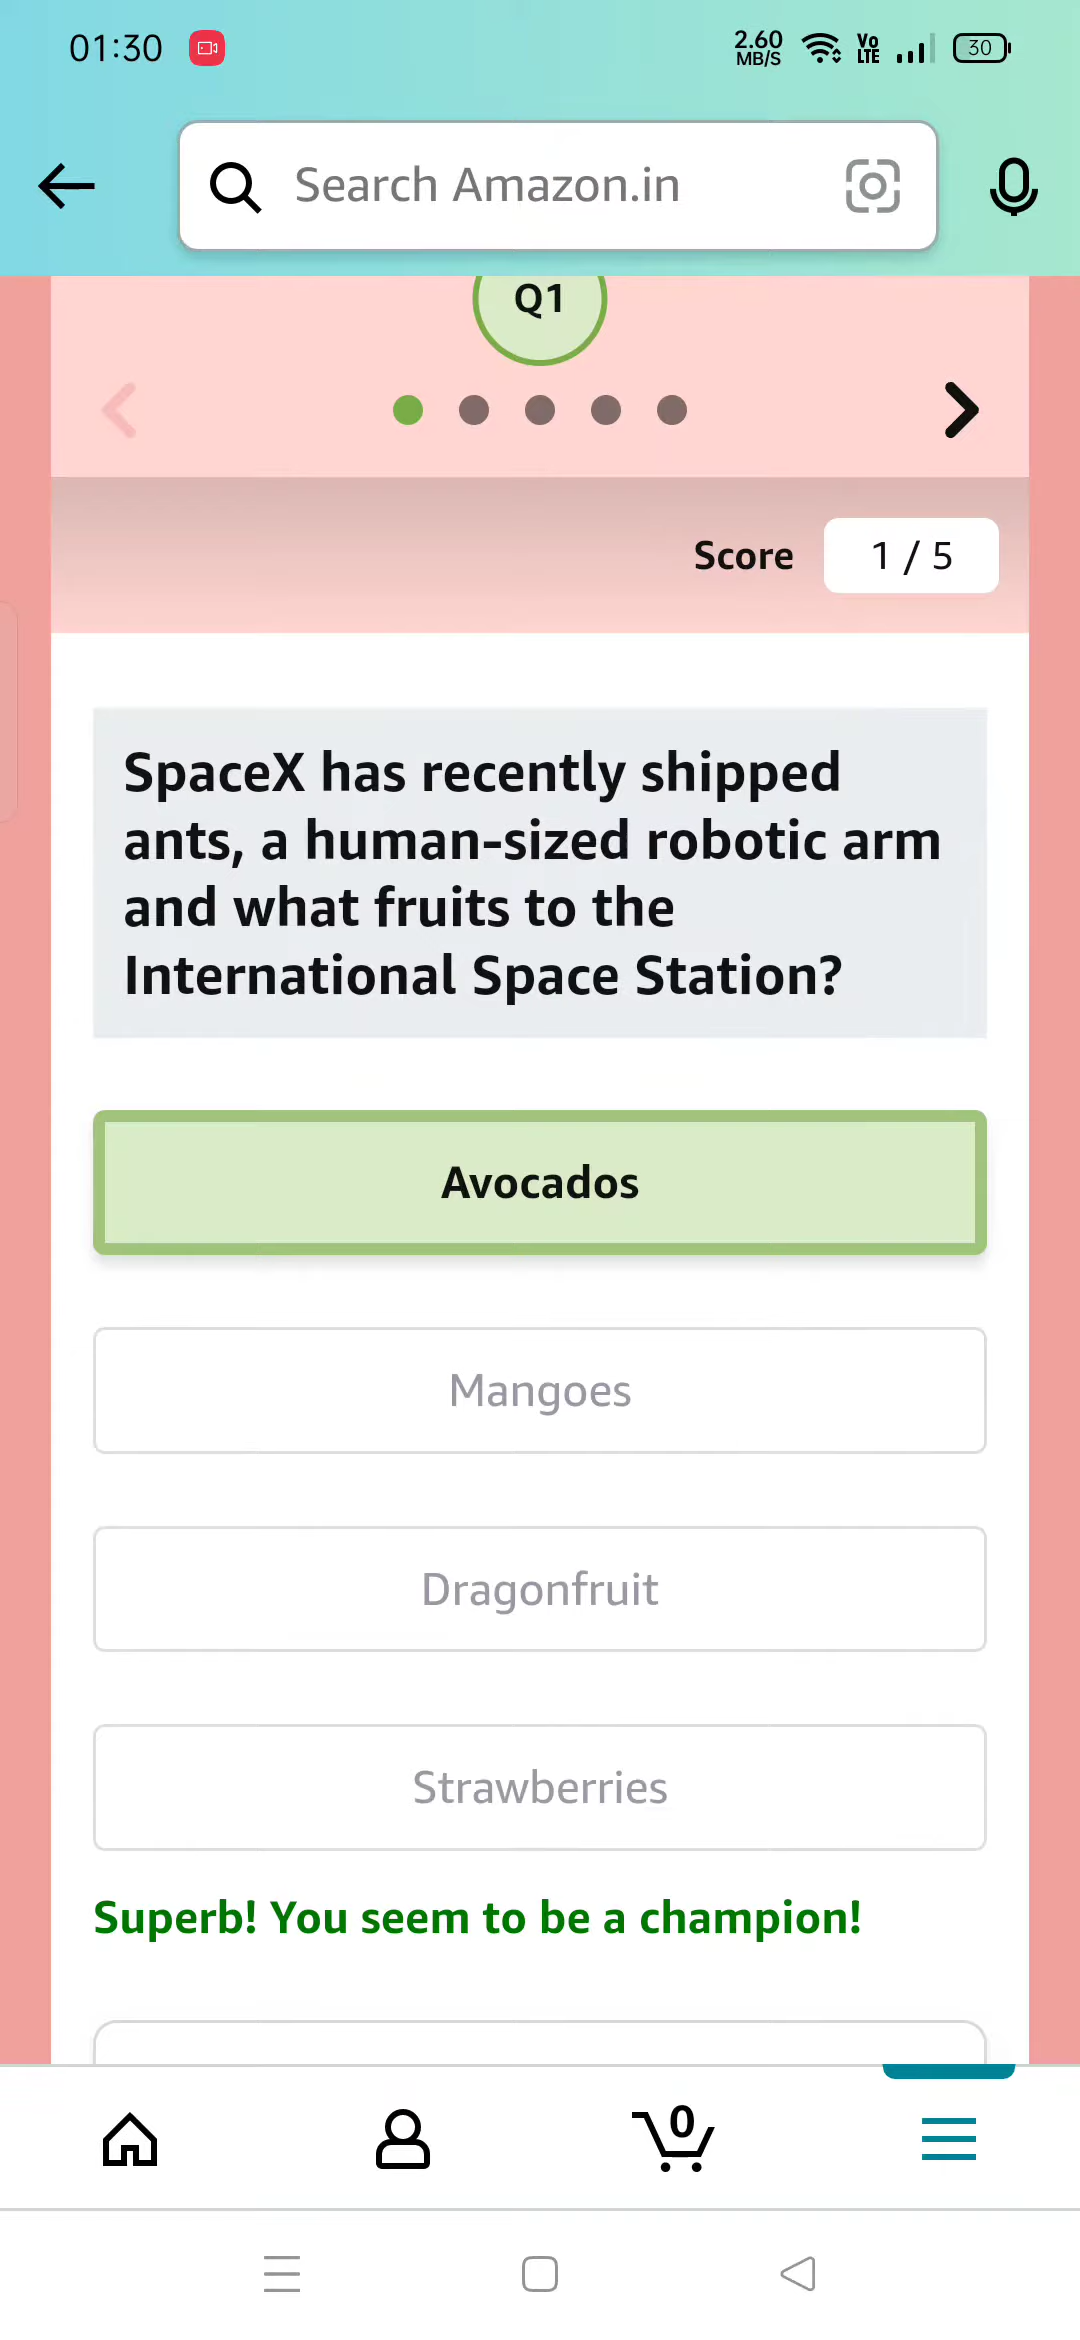 01:30
2.60
MB/S
Vo
LTE
30
Search Amazon.in
Q1
Score
1 / 5
SpaceX has recently shipped
ants, a human-sized robotic arm
and what fruits to the
International Space Station?
Avocados
Mangoes
Dragonfruit
Strawberries
Superb! You seem to be a champion!
0